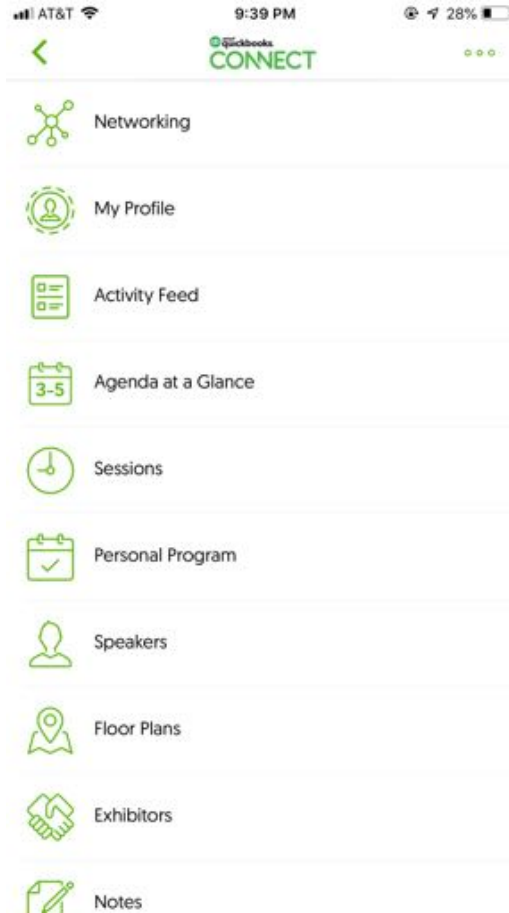 AT&T 9:39 PM 28%
quickbooks.
CONNECT
Networking
My Profile
Activity Feed
3-5
Agenda at a Glance
Sessions
Personal Program
Speakers
Floor Plans
Exhibitors
Notes